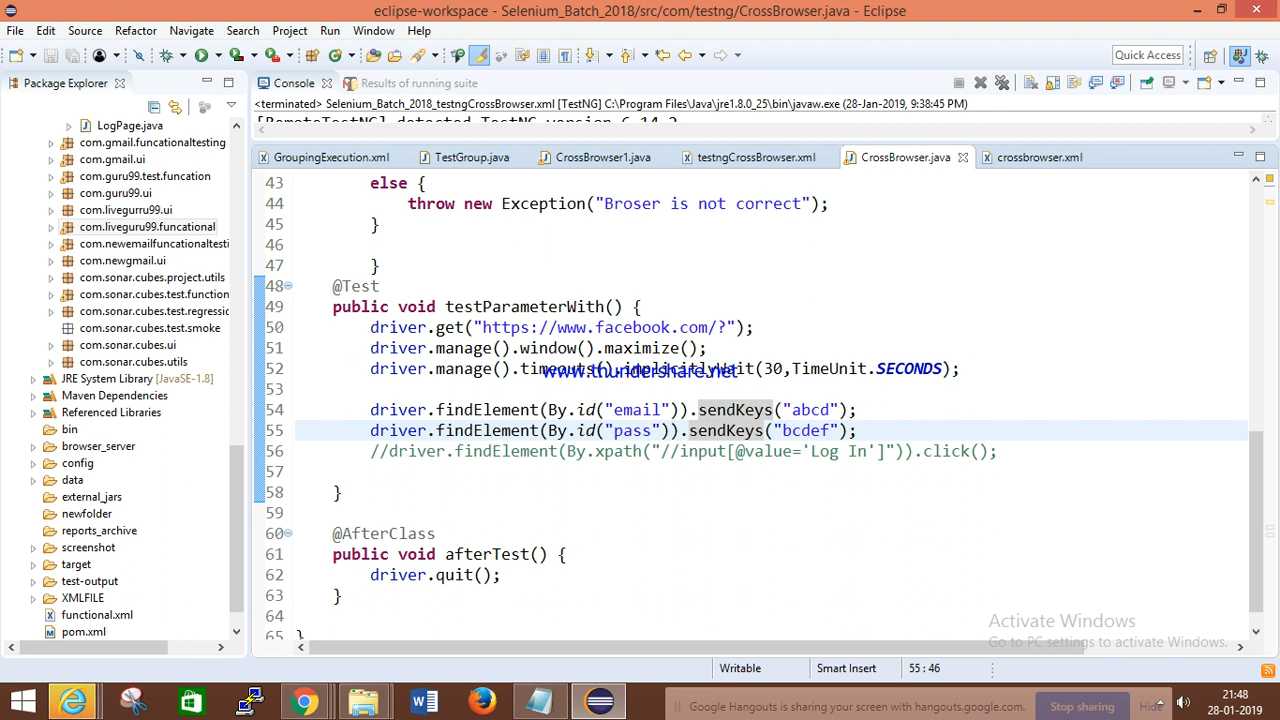 eclipse-workspace - Selenium_Batch_2018/src/com/testng/CrossBrowser.java - Eclipse
File Edit Source Refactor Navigate Search Project Run Window Help
Quick Access
Package Explorer
LogPage.java
com.gmail.funcationaltesting
com.gmail.ui
com.guru99.test.funcation
com.guru99.ui
com.livegurru99.ui
com.liveguru99.funcational
com.newemailfuncationaltesti
com.newgmail.ui
com.sonar.cubes.project.utils
com.sonar.cubes.test.function
com.sonar.cubes.test.regressic
com.sonar.cubes.test.smoke
com.sonar.cubes.ui
com.sonar.cubes.utils
JRE System Library [JavaSE-1.8]
Maven Dependencies
Referenced Libraries
bin
browser_server
config
data
external_jars
newfolder
reports_archive
screenshot
target
test-output
XMLFILE
functional.xml
pom.xml
Console Results of running suite
<terminated> Selenium_Batch_2018_testngCrossBrowser.xml [TestNG] C:\Program Files\Java\jre1.8.0_25\bin\javaw.exe (28-Jan-2019, 9:38:45 PM)
[RemoteTestNG] detected TestNG version 6.14.2
GroupingExecution.xml TestGroup.java CrossBrowser1.java testngCrossBrowser.xml CrossBrowser.java crossbrowser.xml
43 else {
44 throw new Exception("Broser is not correct");
45 }
46
47 }
48 @Test
49 public void testParameterWith() {
50 driver.get("https://www.facebook.com/?");
51 driver.manage().window().maximize();
52 driver.manage().timeouts().implicitlyWait(30,TimeUnit.SECONDS);
www.thundershare.net
53
54 driver.findElement(By.id("email")).sendKeys("abcd");
55 driver.findElement(By.id("pass")).sendKeys("bcdef");
56 //driver.findElement(By.xpath("//input[@value='Log In']")).click();
57
58 }
59
60 @AfterClass
61 public void afterTest() {
62 driver.quit();
63 }
64
65 }
Activate Windows
Go to PC settings to activate Windows.
Writable Smart Insert 55 : 46
Google Hangouts is sharing your screen with hangouts.google.com. Stop sharing Hide
21:48
28-01-2019